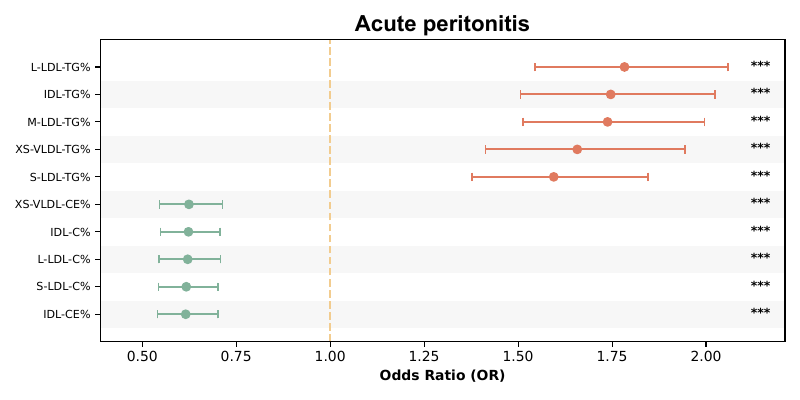 Acute peritonitis
L-LDL-TG% ***
IDL-TG% ***
M-LDL-TG% ***
XS-VLDL-TG% ***
S-LDL-TG% ***
XS-VLDL-CE% ***
IDL-C% ***
L-LDL-C% ***
S-LDL-C% ***
IDL-CE% ***
0.50 0.75 1.00 1.25 1.50 1.75 2.00
Odds Ratio (OR)